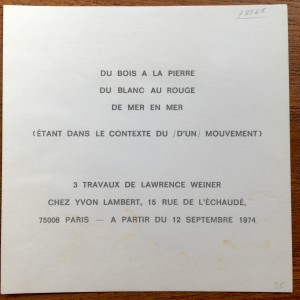 DU BOIS A LA PIERRE
DU BLANC AU ROUGE
DE MER EN MER
(ÉTANT DANS LE CONTEXTE DU /D'UN/ MOUVEMENT)
3 TRAVAUX DE LAWRENCE WEINER
CHEZ YVON LAMBERT, 15 RUE DE L'ÉCHAUDÉ,
75006 PARIS — A PARTIR DU 12 SEPTEMBRE 1974